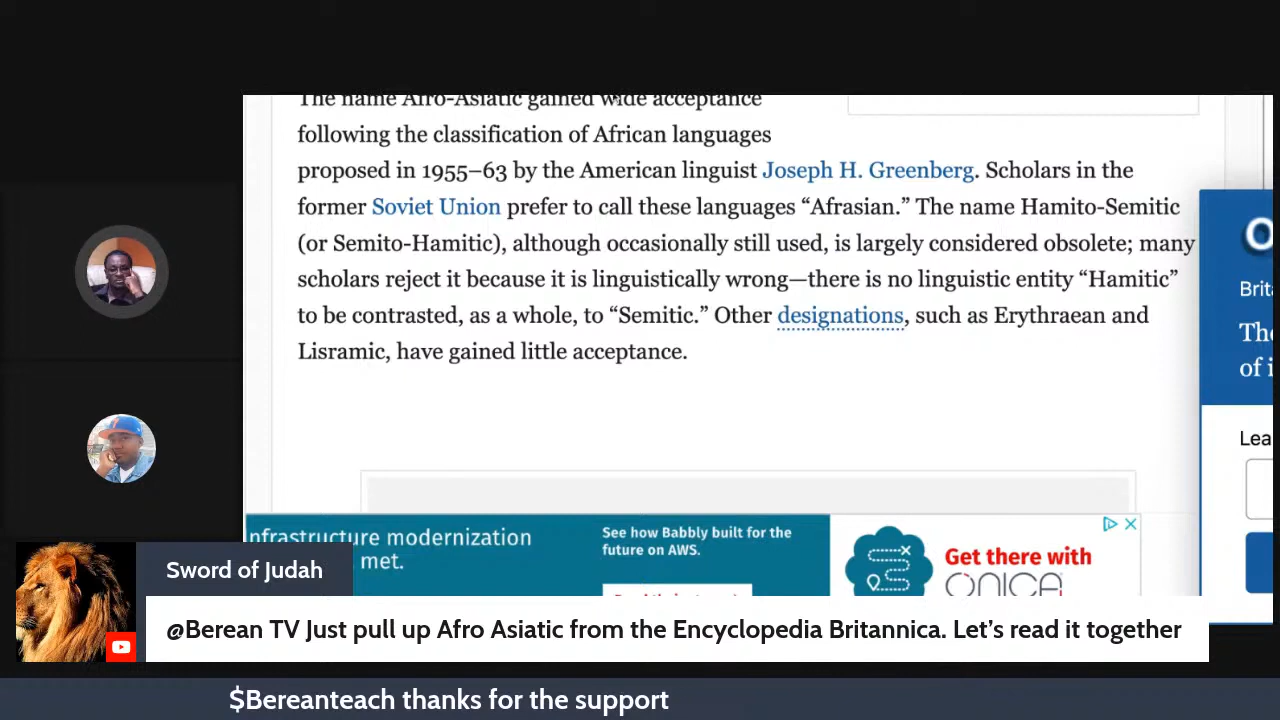 The name Afro-Asiatic gained wide acceptance
following the classification of African languages
proposed in 1955–63 by the American linguist Joseph H. Greenberg. Scholars in the
former Soviet Union prefer to call these languages “Afrasian.” The name Hamito-Semitic
(or Semito-Hamitic), although occasionally still used, is largely considered obsolete; many
scholars reject it because it is linguistically wrong—there is no linguistic entity “Hamitic”
to be contrasted, as a whole, to “Semitic.” Other designations, such as Erythraean and
Lisramic, have gained little acceptance.
O
Brita
The
of i
Lea
nfrastructure modernization
met.
See how Babbly built for the
future on AWS.
Get there with
ONICA
Sword of Judah
@Berean TV Just pull up Afro Asiatic from the Encyclopedia Britannica. Let’s read it together
$Bereanteach thanks for the support